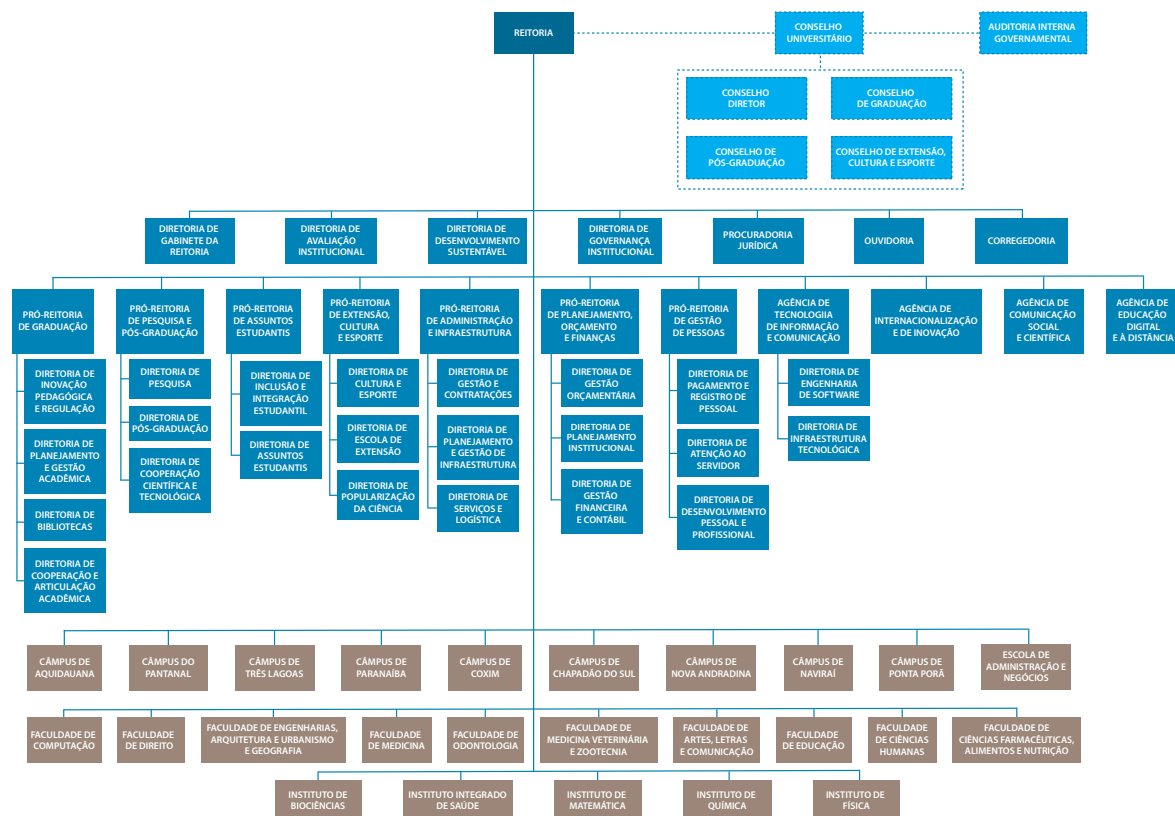 REITORIA
CONSELHO
UNIVERSITÁRIO
AUDITORIA INTERNA
GOVERNAMENTAL
CONSELHO
DIRETOR
CONSELHO
DE GRADUAÇÃO
CONSELHO DE
PÓS-GRADUAÇÃO
CONSELHO DE EXTENSÃO,
CULTURA E ESPORTE
DIRETORIA DE
GABINETE DA
REITORIA
DIRETORIA DE
AVALIAÇÃO
INSTITUCIONAL
DIRETORIA DE
DESENVOLVIMENTO
SUSTENTÁVEL
DIRETORIA DE
GOVERNANÇA
INSTITUCIONAL
PROCURADORIA
JURÍDICA
OUVIDORIA
CORREGEDORIA
PRÓ-REITORIA
DE GRADUAÇÃO
PRÓ-REITORIA
DE PESQUISA E
PÓS-GRADUAÇÃO
PRÓ-REITORIA
DE ASSUNTOS
ESTUDANTIS
PRÓ-REITORIA
DE EXTENSÃO,
CULTURA
E ESPORTE
PRÓ-REITORIA
DE ADMINISTRAÇÃO
E INFRAESTRUTURA
PRÓ-REITORIA
DE PLANEJAMENTO,
ORÇAMENTO
E FINANÇAS
PRÓ-REITORIA
DE GESTÃO
DE PESSOAS
AGÊNCIA DE
TECNOLOGIIA
DE INFORMAÇÃO
E COMUNICAÇÃO
AGÊNCIA DE
INTERNACIONALIZAÇÃO
E DE INOVAÇÃO
AGÊNCIA DE
COMUNICAÇÃO
SOCIAL
E CIENTÍFICA
AGÊNCIA DE
EDUCAÇÃO
DIGITAL
E À DISTÂNCIA
DIRETORIA DE
INOVAÇÃO
PEDAGÓGICA
E REGULAÇÃO
DIRETORIA DE
PLANEJAMENTO
E GESTÃO
ACADÊMICA
DIRETORIA DE
BIBLIOTECAS
DIRETORIA DE
COOPERAÇÃO E
ARTICULAÇÃO
ACADÊMICA
DIRETORIA DE
PESQUISA
DIRETORIA DE
PÓS-GRADUAÇÃO
DIRETORIA DE
COOPERAÇÃO
CIENTÍFICA E
TECNOLÓGICA
DIRETORIA DE
INCLUSÃO E
INTEGRAÇÃO
ESTUDANTIL
DIRETORIA DE
ASSUNTOS
ESTUDANTIS
DIRETORIA DE
CULTURA E
ESPORTE
DIRETORIA DE
ESCOLA DE
EXTENSÃO
DIRETORIA DE
POPULARIZAÇÃO
DA CIÊNCIA
DIRETORIA DE
GESTÃO E
CONTRATAÇÕES
DIRETORIA DE
PLANEJAMENTO
E GESTÃO DE
INFRAESTRUTURA
DIRETORIA DE
SERVIÇOS E
LOGÍSTICA
DIRETORIA DE
GESTÃO
ORÇAMENTÁRIA
DIRETORIA DE
PLANEJAMENTO
INSTITUCIONAL
DIRETORIA DE
GESTÃO
FINANCEIRA
E CONTÁBIL
DIRETORIA DE
PAGAMENTO E
REGISTRO DE
PESSOAL
DIRETORIA DE
ATENÇÃO AO
SERVIDOR
DIRETORIA DE
DESENVOLVIMENTO
PESSOAL E
PROFISSIONAL
DIRETORIA DE
ENGENHARIA
DE SOFTWARE
DIRETORIA DE
INFRAESTRUTURA
TECNOLÓGICA
CÂMPUS DE
AQUIDAUANA
CÂMPUS DO
PANTANAL
CÂMPUS DE
TRÊS LAGOAS
CÂMPUS DE
PARANAÍBA
CÂMPUS DE
COXIM
CÂMPUS DE
CHAPADÃO DO SUL
CÂMPUS DE
NOVA ANDRADINA
CÂMPUS DE
NAVIRAÍ
CÂMPUS DE
PONTA PORÃ
ESCOLA DE
ADMINISTRAÇÃO E
NEGÓCIOS
FACULDADE DE
COMPUTAÇÃO
FACULDADE
DE DIREITO
FACULDADE DE ENGENHARIAS,
ARQUITETURA E URBANISMO
E GEOGRAFIA
FACULDADE
DE MEDICINA
FACULDADE DE
ODONTOLOGIA
FACULDADE DE
MEDICINA VETERINÁRIA
E ZOOTECNIA
FACULDADE DE
ARTES, LETRAS
E COMUNICAÇÃO
FACULDADE
DE EDUCAÇÃO
FACULDADE
DE CIÊNCIAS
HUMANAS
FACULDADE DE
CIÊNCIAS FARMACÊUTICAS,
ALIMENTOS E NUTRIÇÃO
INSTITUTO DE
BIOCIÊNCIAS
INSTITUTO INTEGRADO
DE SAÚDE
INSTITUTO DE
MATEMÁTICA
INSTITUTO DE
QUÍMICA
INSTITUTO DE
FÍSICA